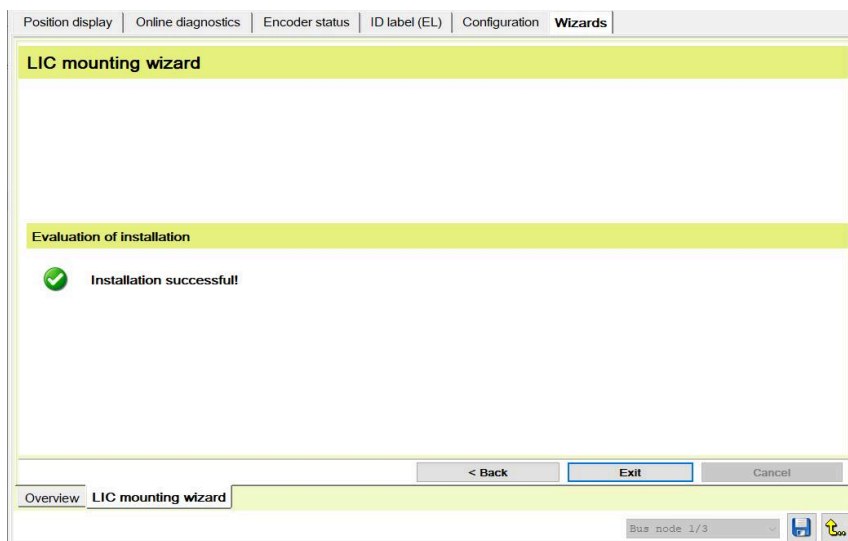 Position display Online diagnostics Encoder status ID label (EL) Configuration Wizards
LIC mounting wizard
Evaluation of installation
Installation successful!
< Back Exit Cancel
Overview LIC mounting wizard
Bus node 1/3